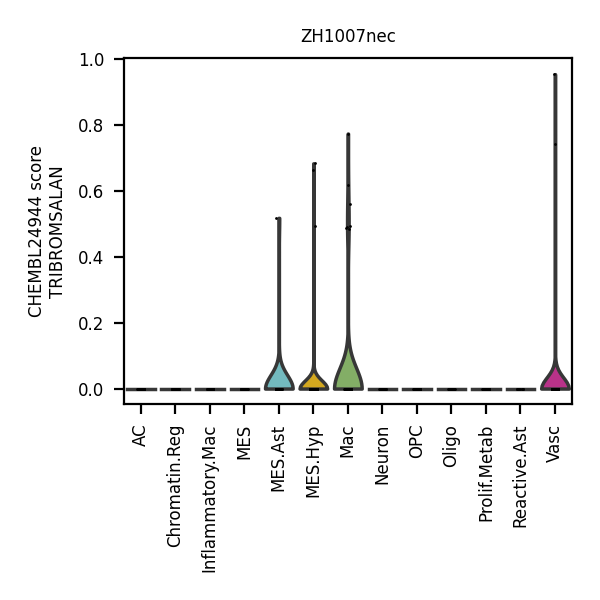 ZH1007nec
CHEMBL24944 score
TRIBROMSALAN
1.0
0.8
0.6
0.4
0.2
0.0
AC
Chromatin.Reg
Inflammatory.Mac
MES
MES.Ast
MES.Hyp
Mac
Neuron
OPC
Oligo
Prolif.Metab
Reactive.Ast
Vasc